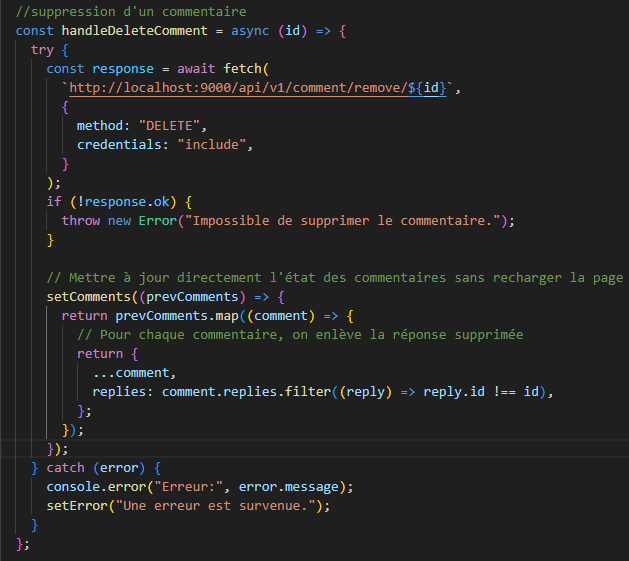 //suppression d'un commentaire
const handleDeleteComment = async (id) => {
  try {
    const response = await fetch(
      `http://localhost:9000/api/v1/comment/remove/${id}`,
      {
        method: "DELETE",
        credentials: "include",
      }
    );
    if (!response.ok) {
      throw new Error("Impossible de supprimer le commentaire.");
    }

    // Mettre à jour directement l'état des commentaires sans recharger la page
    setComments((prevComments) => {
      return prevComments.map((comment) => {
        // Pour chaque commentaire, on enlève la réponse supprimée
        return {
          ...comment,
          replies: comment.replies.filter((reply) => reply.id !== id),
        };
      });
    });
  } catch (error) {
    console.error("Erreur:", error.message);
    setError("Une erreur est survenue.");
  }
};